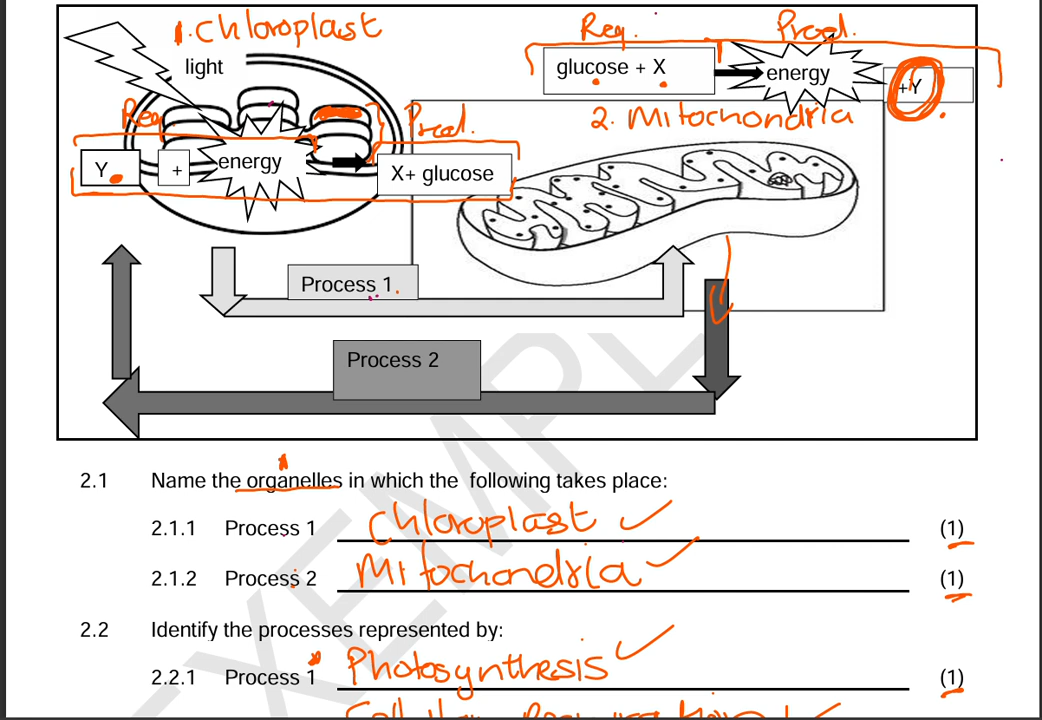 1. Chloroplast
Req.
Prod.
light
glucose + X
energy
+Y
Req
Prod.
2. Mitochondria
Y
+
energy
X+ glucose
Process 1.
Process 2
EXEMPL
2.1 Name the organelles in which the following takes place:
2.1.1 Process 1 Chloroplast ✓ (1)
2.1.2 Process 2 Mitochondria ✓ (1)
2.2 Identify the processes represented by:
2.2.1 Process 1 Photosynthesis ✓ (1)